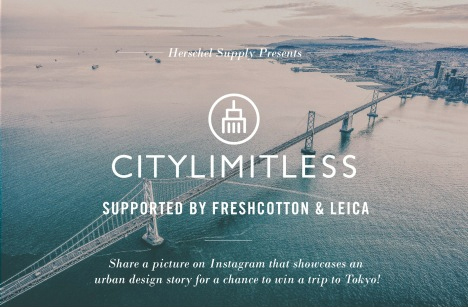 Herschel Supply Presents
CITYLIMITLESS
SUPPORTED BY FRESHCOTTON & LEICA
Share a picture on Instagram that showcases an
urban design story for a chance to win a trip to Tokyo!